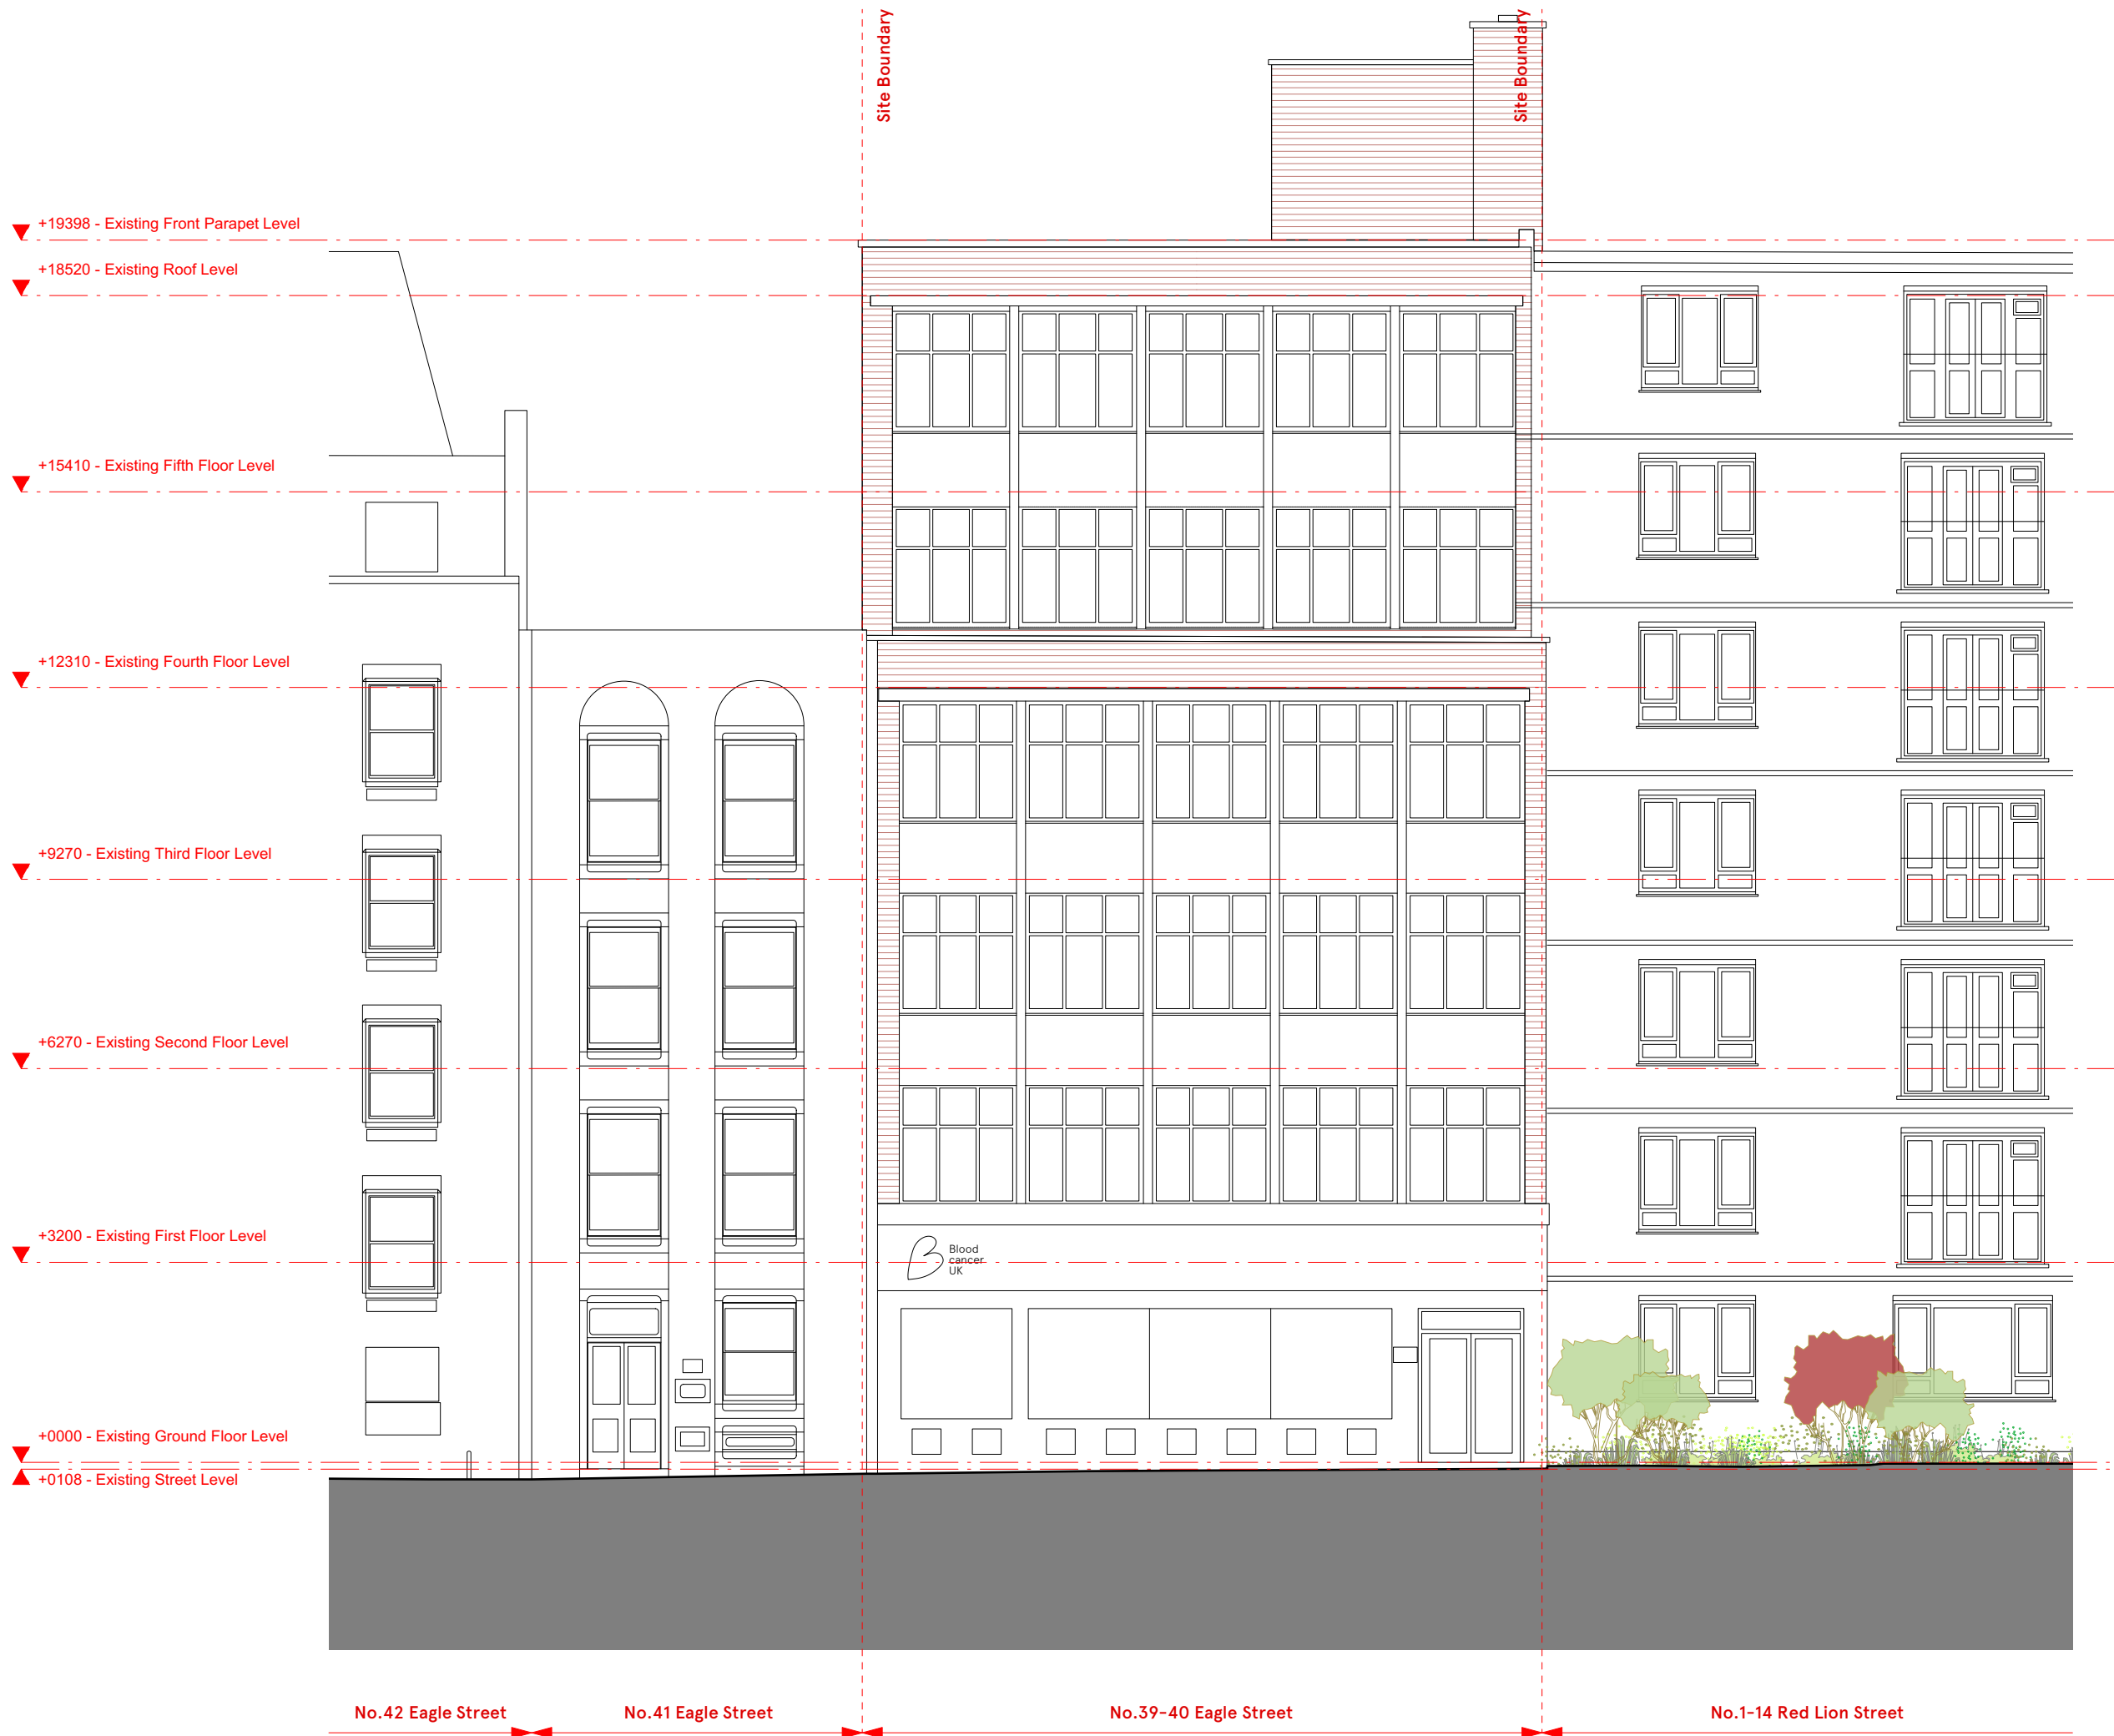 Site Boundary
Site Boundary
+19398 - Existing Front Parapet Level
+18520 - Existing Roof Level
+15410 - Existing Fifth Floor Level
+12310 - Existing Fourth Floor Level
+9270 - Existing Third Floor Level
+6270 - Existing Second Floor Level
+3200 - Existing First Floor Level
Blood
cancer
UK
+0000 - Existing Ground Floor Level
+0108 - Existing Street Level
No.42 Eagle Street
No.41 Eagle Street
No.39-40 Eagle Street
No.1-14 Red Lion Street